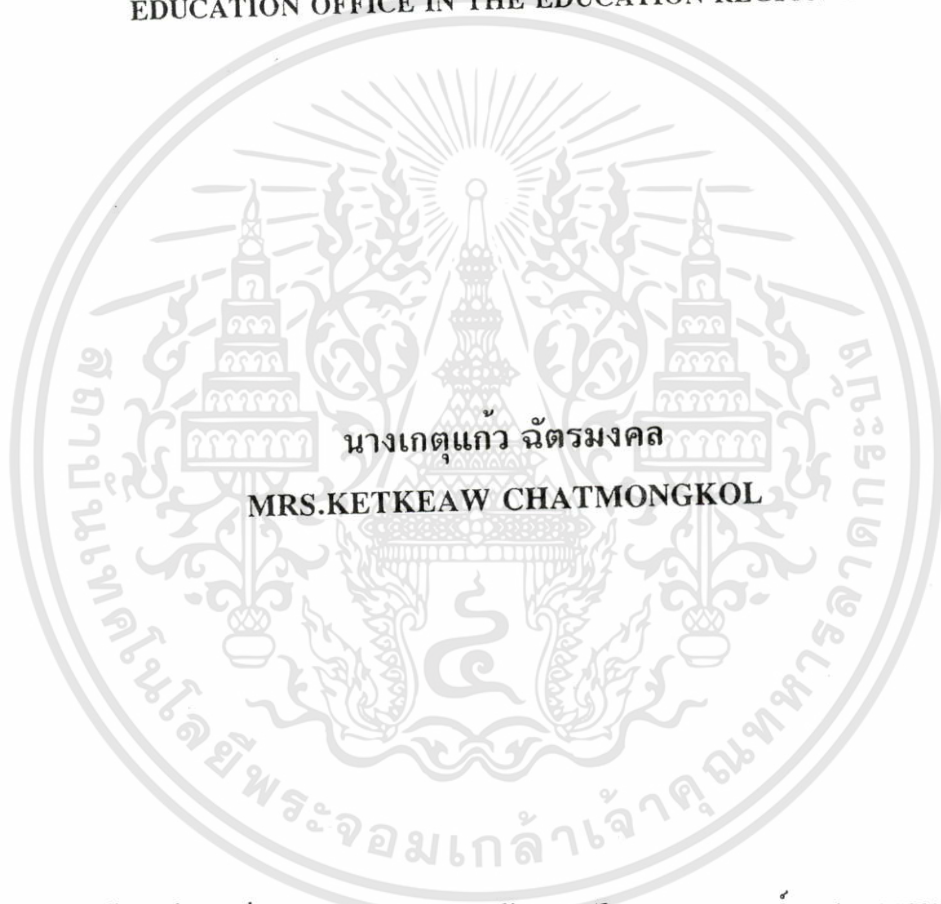 EDUCATION OFFICE IN THE EDUCATION
นางเกตุแก้ว ฉัตรมงคล
MRS.KETKEAW CHATMONGKOL
สถาบันเทคโนโลยีพระจอมเกล้าเจ้าคุณทหารลาดกระบัง